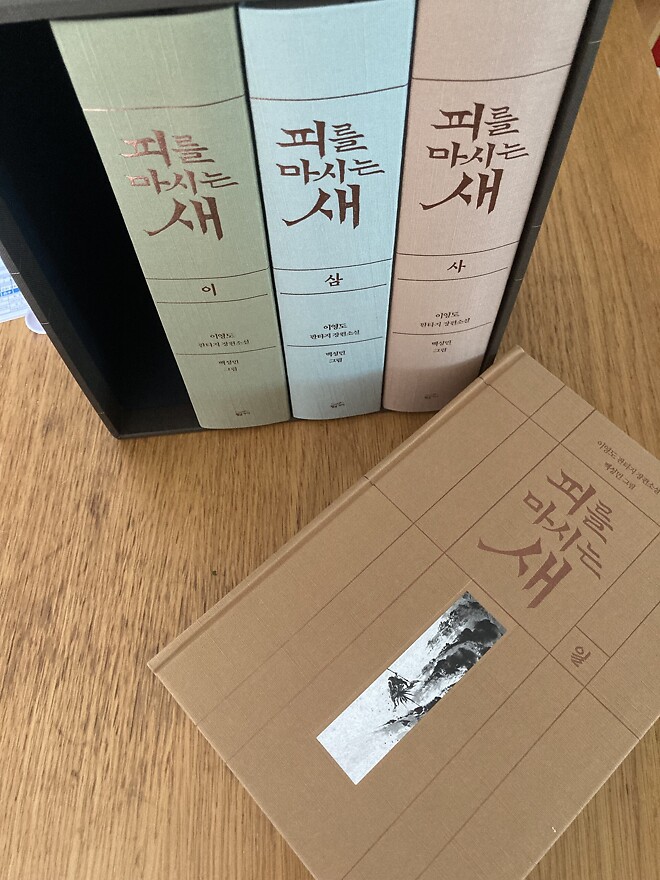 피를
마시는
새
이
이영도
판타지 장편소설
백상민
그림
피를
마시는
새
삼
이영도
판타지 장편소설
백상민
그림
피를
마시는
새
사
이영도
판타지 장편소설
백상민
그림
이영도 판타지 장편소설
백상민 그림
피를
마시는
새
일